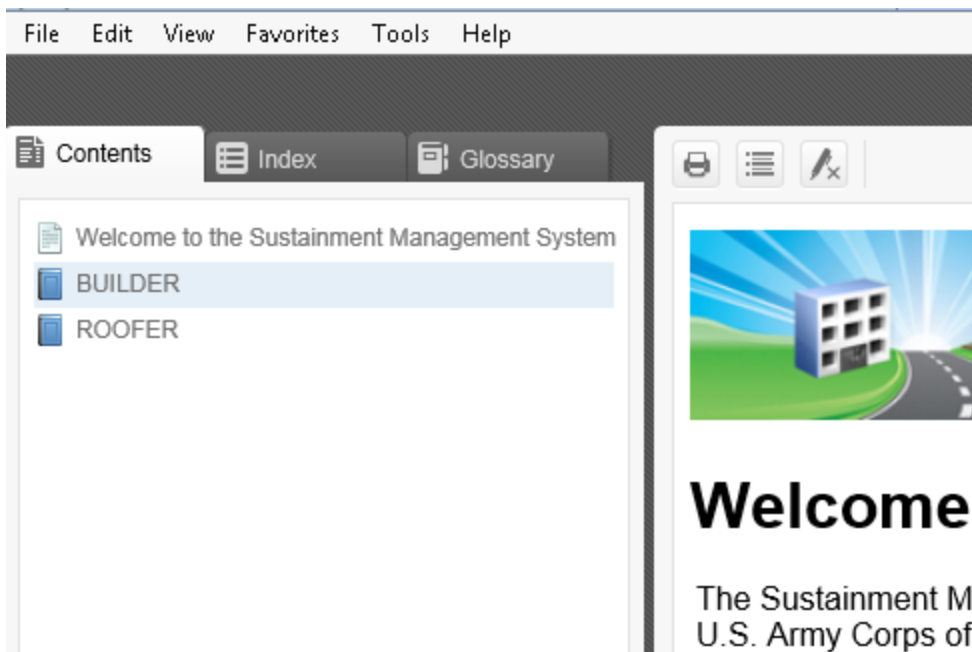 File Edit View Favorites Tools Help
Contents Index Glossary
Welcome to the Sustainment Management System
BUILDER
ROOFER
Welcome
The Sustainment M
U.S. Army Corps of